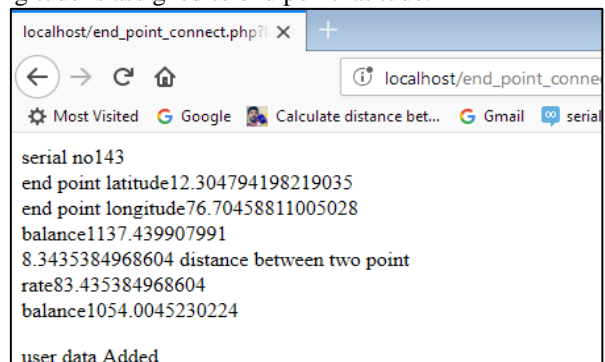 localhost/end_point_connect.php?
localhost/end_point_conne
Most Visited Google Calculate distance bet... Gmail serial
serial no143
end point latitude12.304794198219035
end point longitude76.70458811005028
balance1137.439907991
8.3435384968604 distance between two point
rate83.435384968604
balance1054.0045230224
user data Added